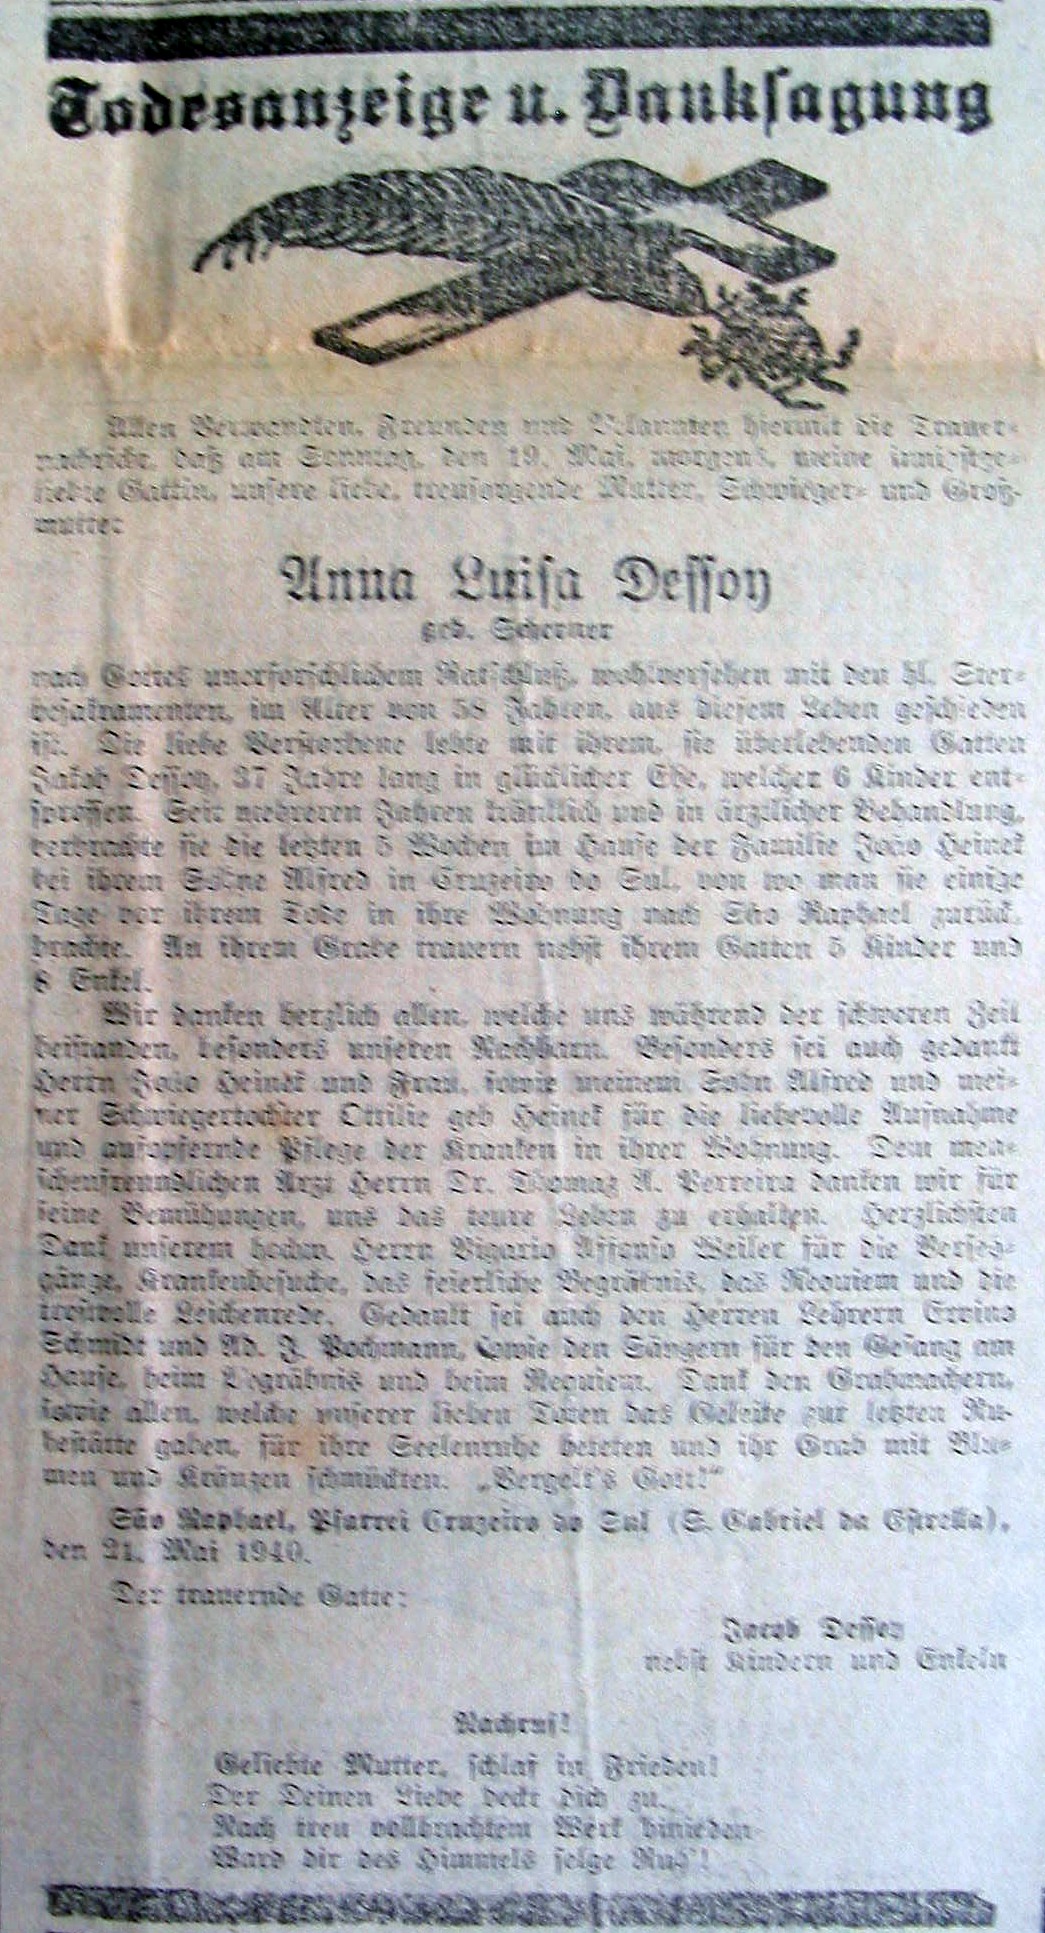 Todesanzeige u. Danksagung
Allen Verwandten, Freunden und Bekannten hiermit die Trauer-
nachricht, daß am Sonntag, den 19. Mai, morgens, meine innigstge-
liebte Gattin, unsere liebe, treusorgende Mutter, Schwieger- und Groß-
mutter
Anna Luisa Dessoy
geb. Scherner
nach Gottes unerforschlichem Ratschluß, wohlversehen mit den hl. Ster-
besakramenten, im Alter von 58 Jahren, aus diesem Leben geschieden
ist. Die liebe Verstorbene lebte mit ihrem, sie überlebenden Gatten
Jakob Dessoy, 37 Jahre lang in glücklicher Ehe, welcher 6 Kinder ent-
sprossen. Seit mehreren Jahren kränklich und in ärztlicher Behandlung,
verbrachte sie die letzten 5 Wochen im Hause der Familie João Heinek
bei ihrem Sohne Alfred in Cruzeiro do Sul, von wo man sie einige
Tage vor ihrem Tode in ihre Wohnung nach São Raphael zurück-
brachte. An ihrem Grabe trauern nebst ihrem Gatten 5 Kinder und
8 Enkel.
Wir danken herzlich allen, welche uns während der schweren Zeit
beistanden, besonders unseren Nachbarn. Besonders sei auch gedankt
Herrn João Heinek und Frau, sowie meinem Sohn Alfred und mei-
ner Schwiegertochter Ottilie geb Heinek für die liebevolle Aufnahme
und aufopfernde Pflege der Kranken in ihrer Wohnung. Dem men-
schenfreundlichen Arzt Herrn Dr. Thomaz A. Perreira danken wir für
seine Bemühungen, uns das teure Leben zu erhalten. Herzlichsten
Dank unserem hochw. Herrn Vigario Affonso Weiler für die Verseh-
gänge, Krankenbesuche, das feierliche Begräbnis, das Requiem und die
trostvolle Leichenrede. Gedankt sei auch den Herren Lehrern Erwino
Schmidt und Ad. J. Pochmann, sowie den Sängern für den Gesang am
Hause, beim Begräbnis und beim Requiem. Dank den Grabmachern,
sowie allen, welche unserer lieben Toten das Geleite zur letzten Ru-
hestätte gaben, für ihre Seelenruhe beteten und ihr Grab mit Blu-
men und Kränzen schmückten. „Vergelt's Gott!“
São Raphael, Pfarrei Cruzeiro do Sul (S. Gabriel da Estrella),
den 21. Mai 1940.
Der trauernde Gatte:
Jacob Dessoy
nebst Kindern und Enkeln
Nachruf!
Geliebte Mutter, schlaf in Frieden!
Der Deinen Liebe deckt dich zu.
Nach treu vollbrachtem Werk hinieden
Ward dir des Himmels selge Ruh'!